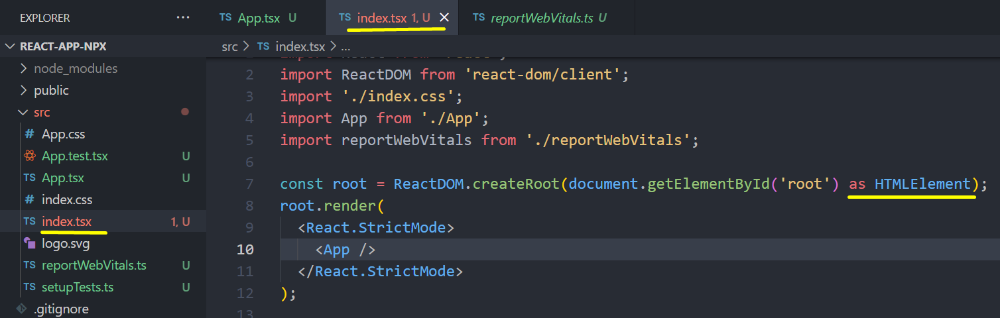 EXPLORER ···
REACT-APP-NPX
node_modules
public
src
# App.css
App.test.tsx U
TS App.tsx U
# index.css
TS index.tsx 1, U
logo.svg
TS reportWebVitals.ts U
TS setupTests.ts U
.gitignore
TS App.tsx U
TS index.tsx 1, U ×
TS reportWebVitals.ts U
src > TS index.tsx > ...
2 import ReactDOM from 'react-dom/client';
3 import './index.css';
4 import App from './App';
5 import reportWebVitals from './reportWebVitals';
6
7 const root = ReactDOM.createRoot(document.getElementById('root') as HTMLElement);
8 root.render(
9 <React.StrictMode>
10 <App />
11 </React.StrictMode>
12 );
13